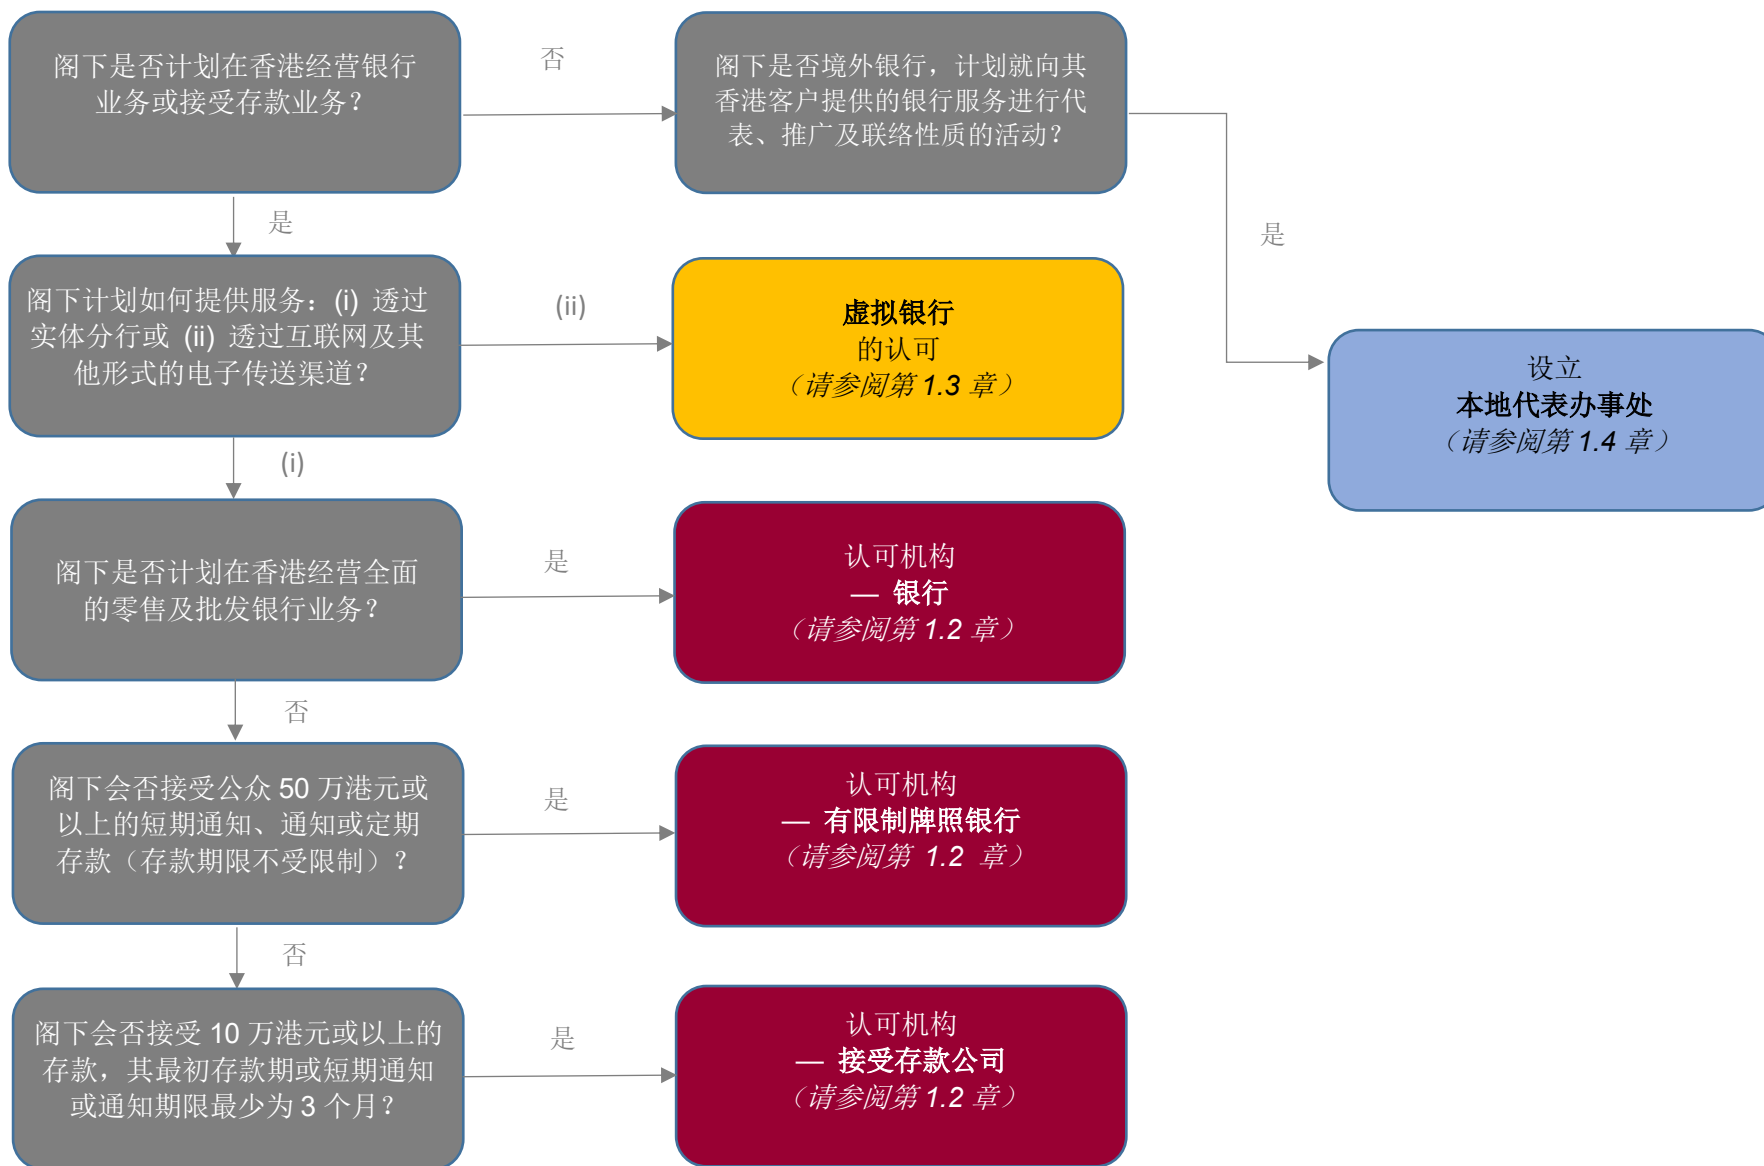 阁下是否计划在香港经营银行
业务或接受存款业务？
否
阁下是否境外银行，计划就向其
香港客户提供的银行服务进行代
表、推广及联络性质的活动？
是
是
阁下计划如何提供服务：(i) 透过
实体分行或 (ii) 透过互联网及其
他形式的电子传送渠道？
(ii)
虚拟银行
的认可
（请参阅第 1.3 章）
设立
本地代表办事处
（请参阅第 1.4 章）
(i)
阁下是否计划在香港经营全面
的零售及批发银行业务？
是
认可机构
— 银行
（请参阅第 1.2 章）
否
阁下会否接受公众 50 万港元或
以上的短期通知、通知或定期
存款（存款期限不受限制）？
是
认可机构
— 有限制牌照银行
（请参阅第 1.2 章）
否
阁下会否接受 10 万港元或以上的
存款，其最初存款期或短期通知
或通知期限最少为 3 个月？
是
认可机构
— 接受存款公司
（请参阅第 1.2 章）